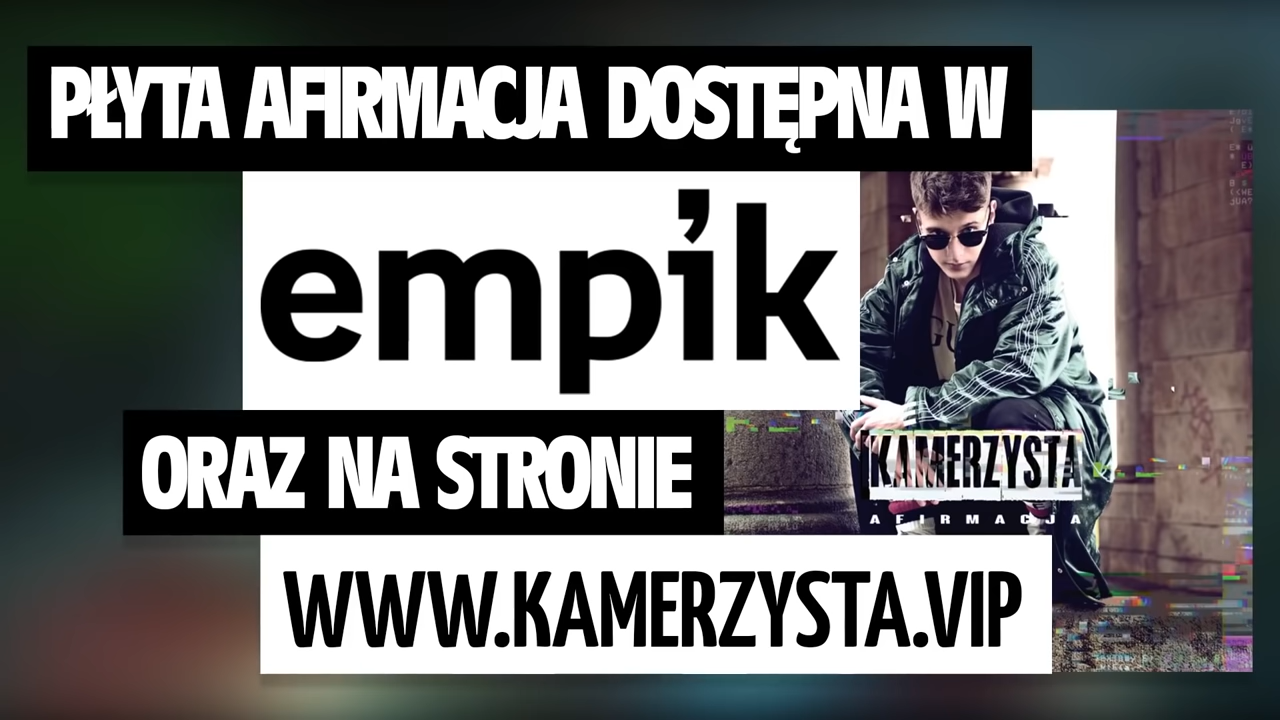 PŁYTA AFIRMACJA DOSTĘPNA W
empik
ORAZ NA STRONIE
KAMERZYSTA
AFIRMACJA
WWW.KAMERZYSTA.VIP